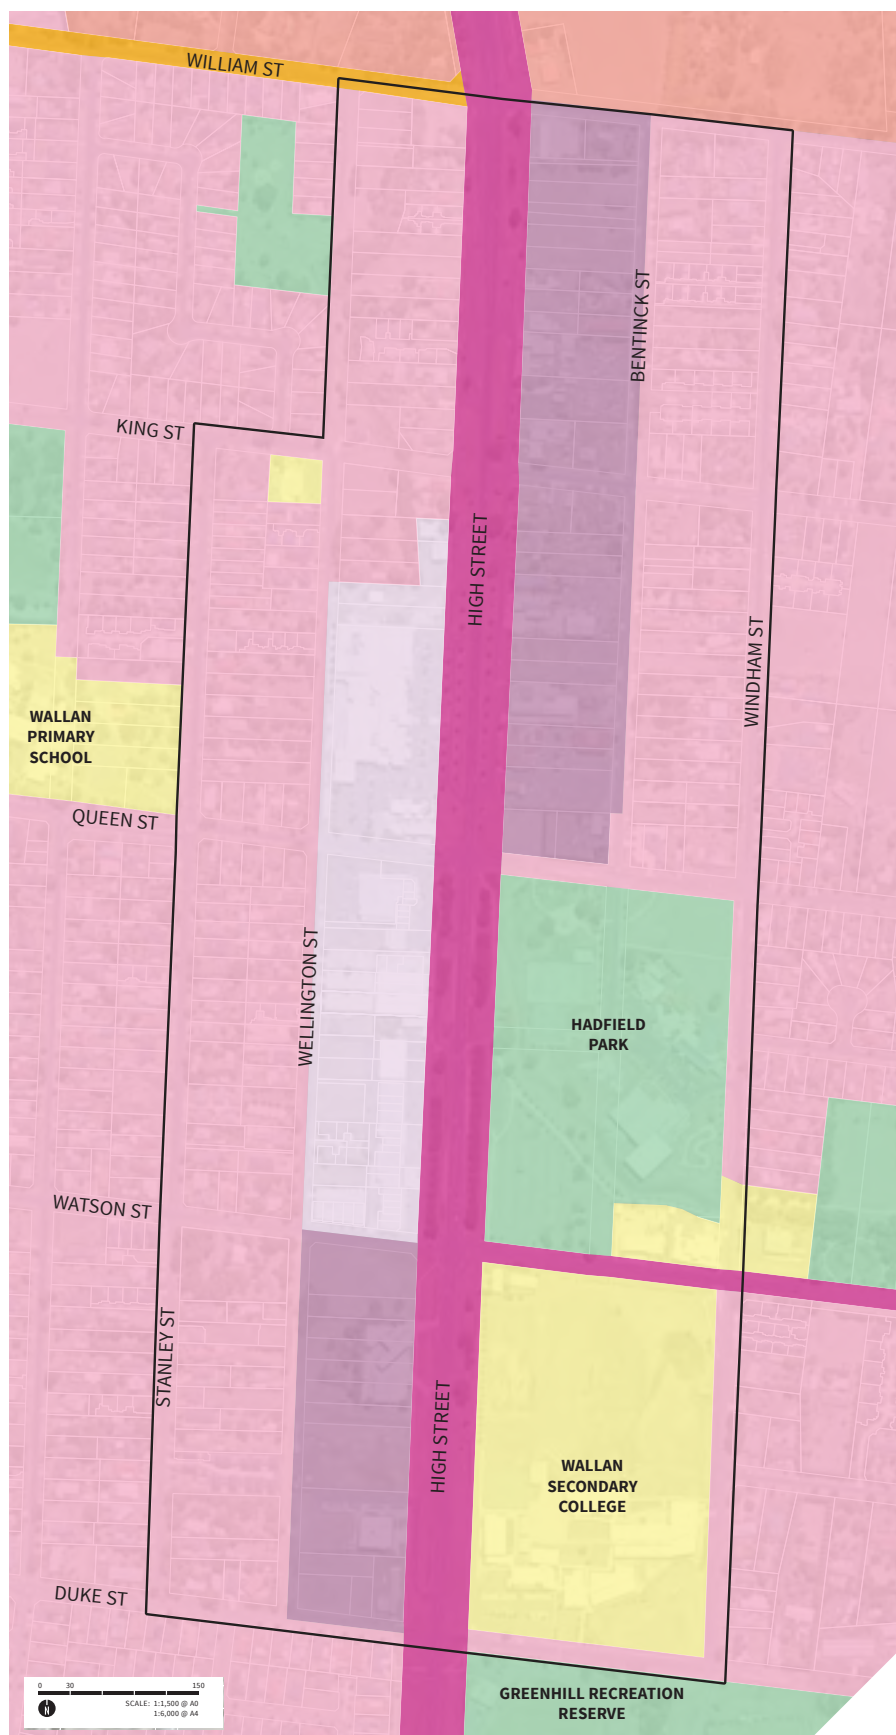 WILLIAM ST
BENTINCK ST
KING ST
HIGH STREET
WINDHAM ST
WALLAN
PRIMARY
SCHOOL
QUEEN ST
WELLINGTON ST
HADFIELD
PARK
WATSON ST
STANLEY ST
HIGH STREET
WALLAN
SECONDARY
COLLEGE
DUKE ST
0 30 150
SCALE: 1:1,500 @ A0
1:6,000 @ A4
N
GREENHILL RECREATION
RESERVE